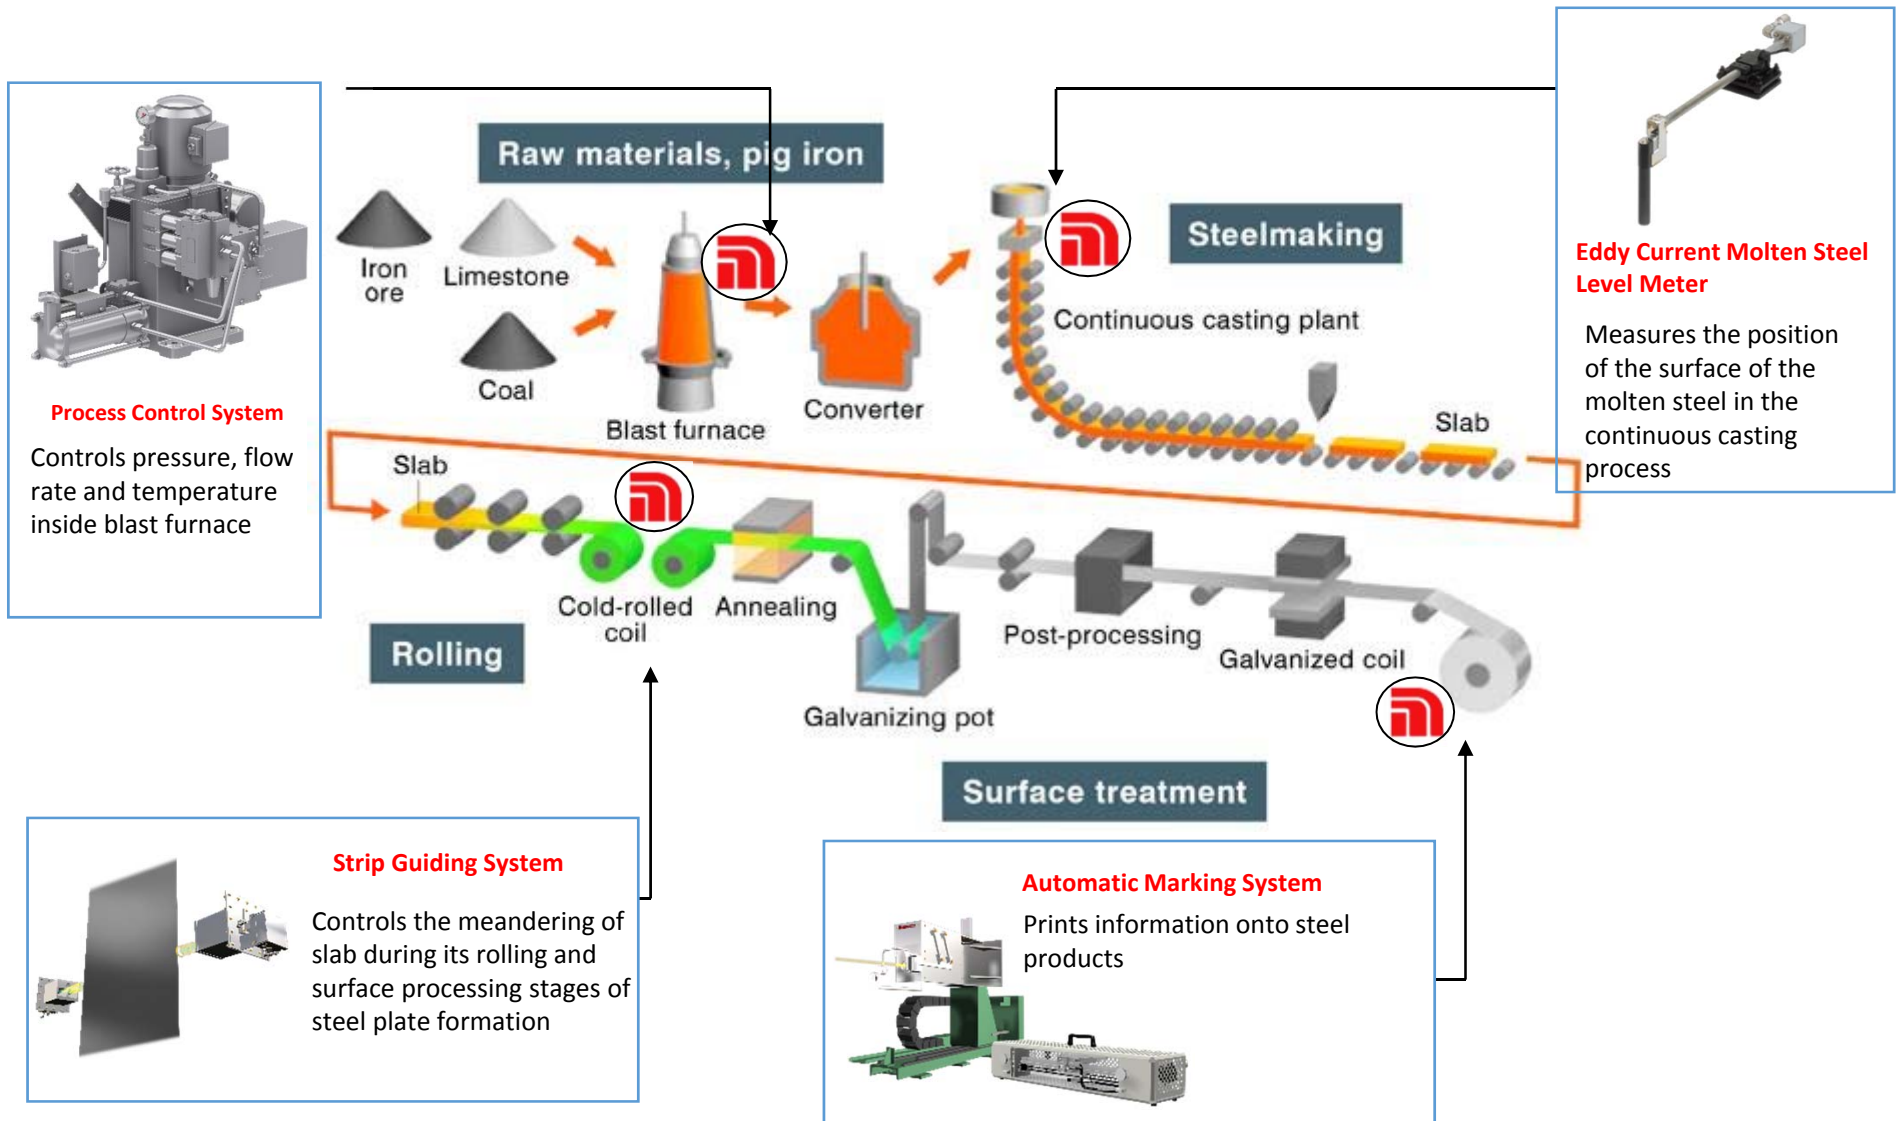 Raw materials, pig iron
Iron
ore
Limestone
Coal
Blast furnace
Converter
Steelmaking
Continuous casting plant
Slab
Process Control System
Controls pressure, flow
rate and temperature
inside blast furnace
Eddy Current Molten Steel
Level Meter
Measures the position
of the surface of the
molten steel in the
continuous casting
process
Slab
Cold-rolled
coil
Annealing
Rolling
Galvanizing pot
Post-processing
Galvanized coil
Surface treatment
Strip Guiding System
Controls the meandering of
slab during its rolling and
surface processing stages of
steel plate formation
Automatic Marking System
Prints information onto steel
products